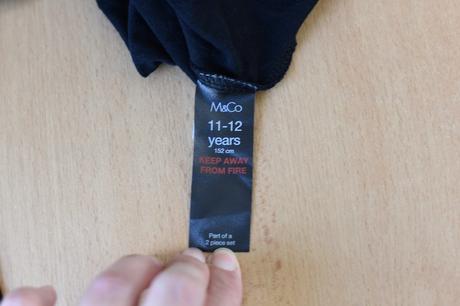 M&Co
11-12
years
152 cm
KEEP AWAY
FROM FIRE
Part of a
2 piece set